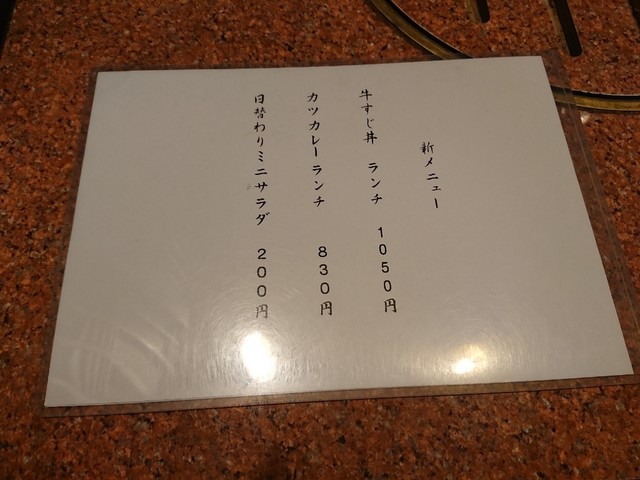 新メニュー
牛すじ丼 ランチ 1050円
カツカレーランチ 830円
日替わりミニサラダ 200円